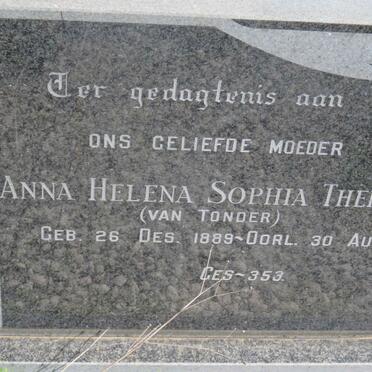 Ter gedagtenis aan
ONS GELIEFDE MOEDER
ANNA HELENA SOPHIA
(VAN TONDER)
GEB. 26 DES. 1889~OORL. 30
GES~353